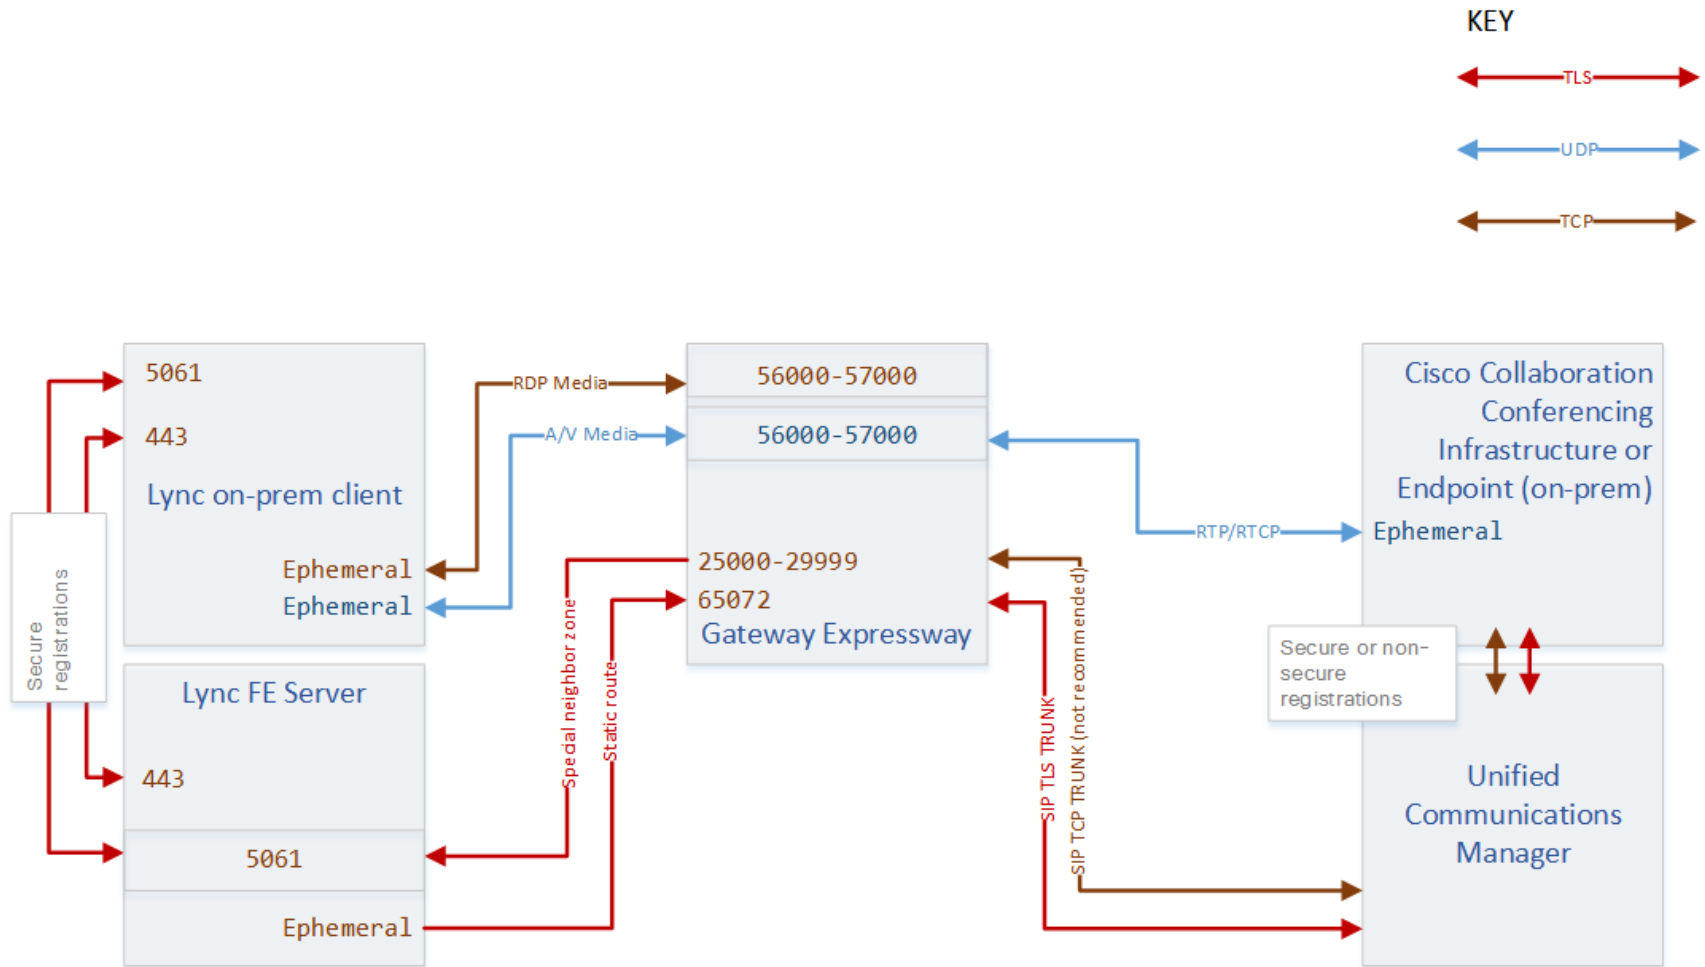 KEY
TLS
UDP
TCP
5061
443
Lync on-prem client
Ephemeral
Ephemeral
Secure
registrations
Lync FE Server
443
5061
Ephemeral
RDP Media
A/V Media
Special neighbor zone
Static route
56000-57000
56000-57000
25000-29999
65072
Gateway Expressway
RTP/RTCP
SIP TLS TRUNK
SIP TCP TRUNK (not recommended)
Cisco Collaboration
Conferencing
Infrastructure or
Endpoint (on-prem)
Ephemeral
Secure or non-
secure
registrations
Unified
Communications
Manager